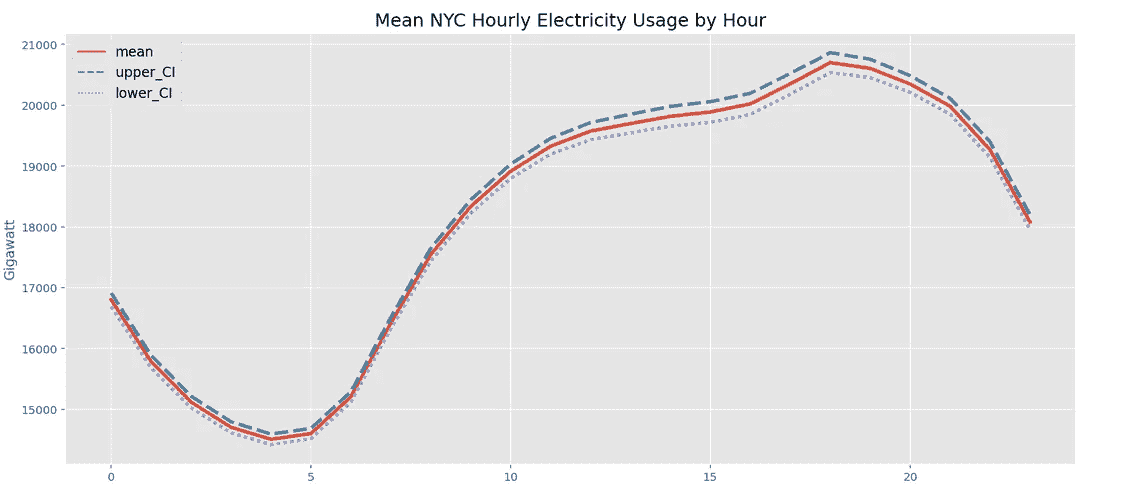 Mean NYC Hourly Electricity Usage by Hour
mean
upper_CI
lower_CI
Gigawatt
21000
20000
19000
18000
17000
16000
15000
0 5 10 15 20